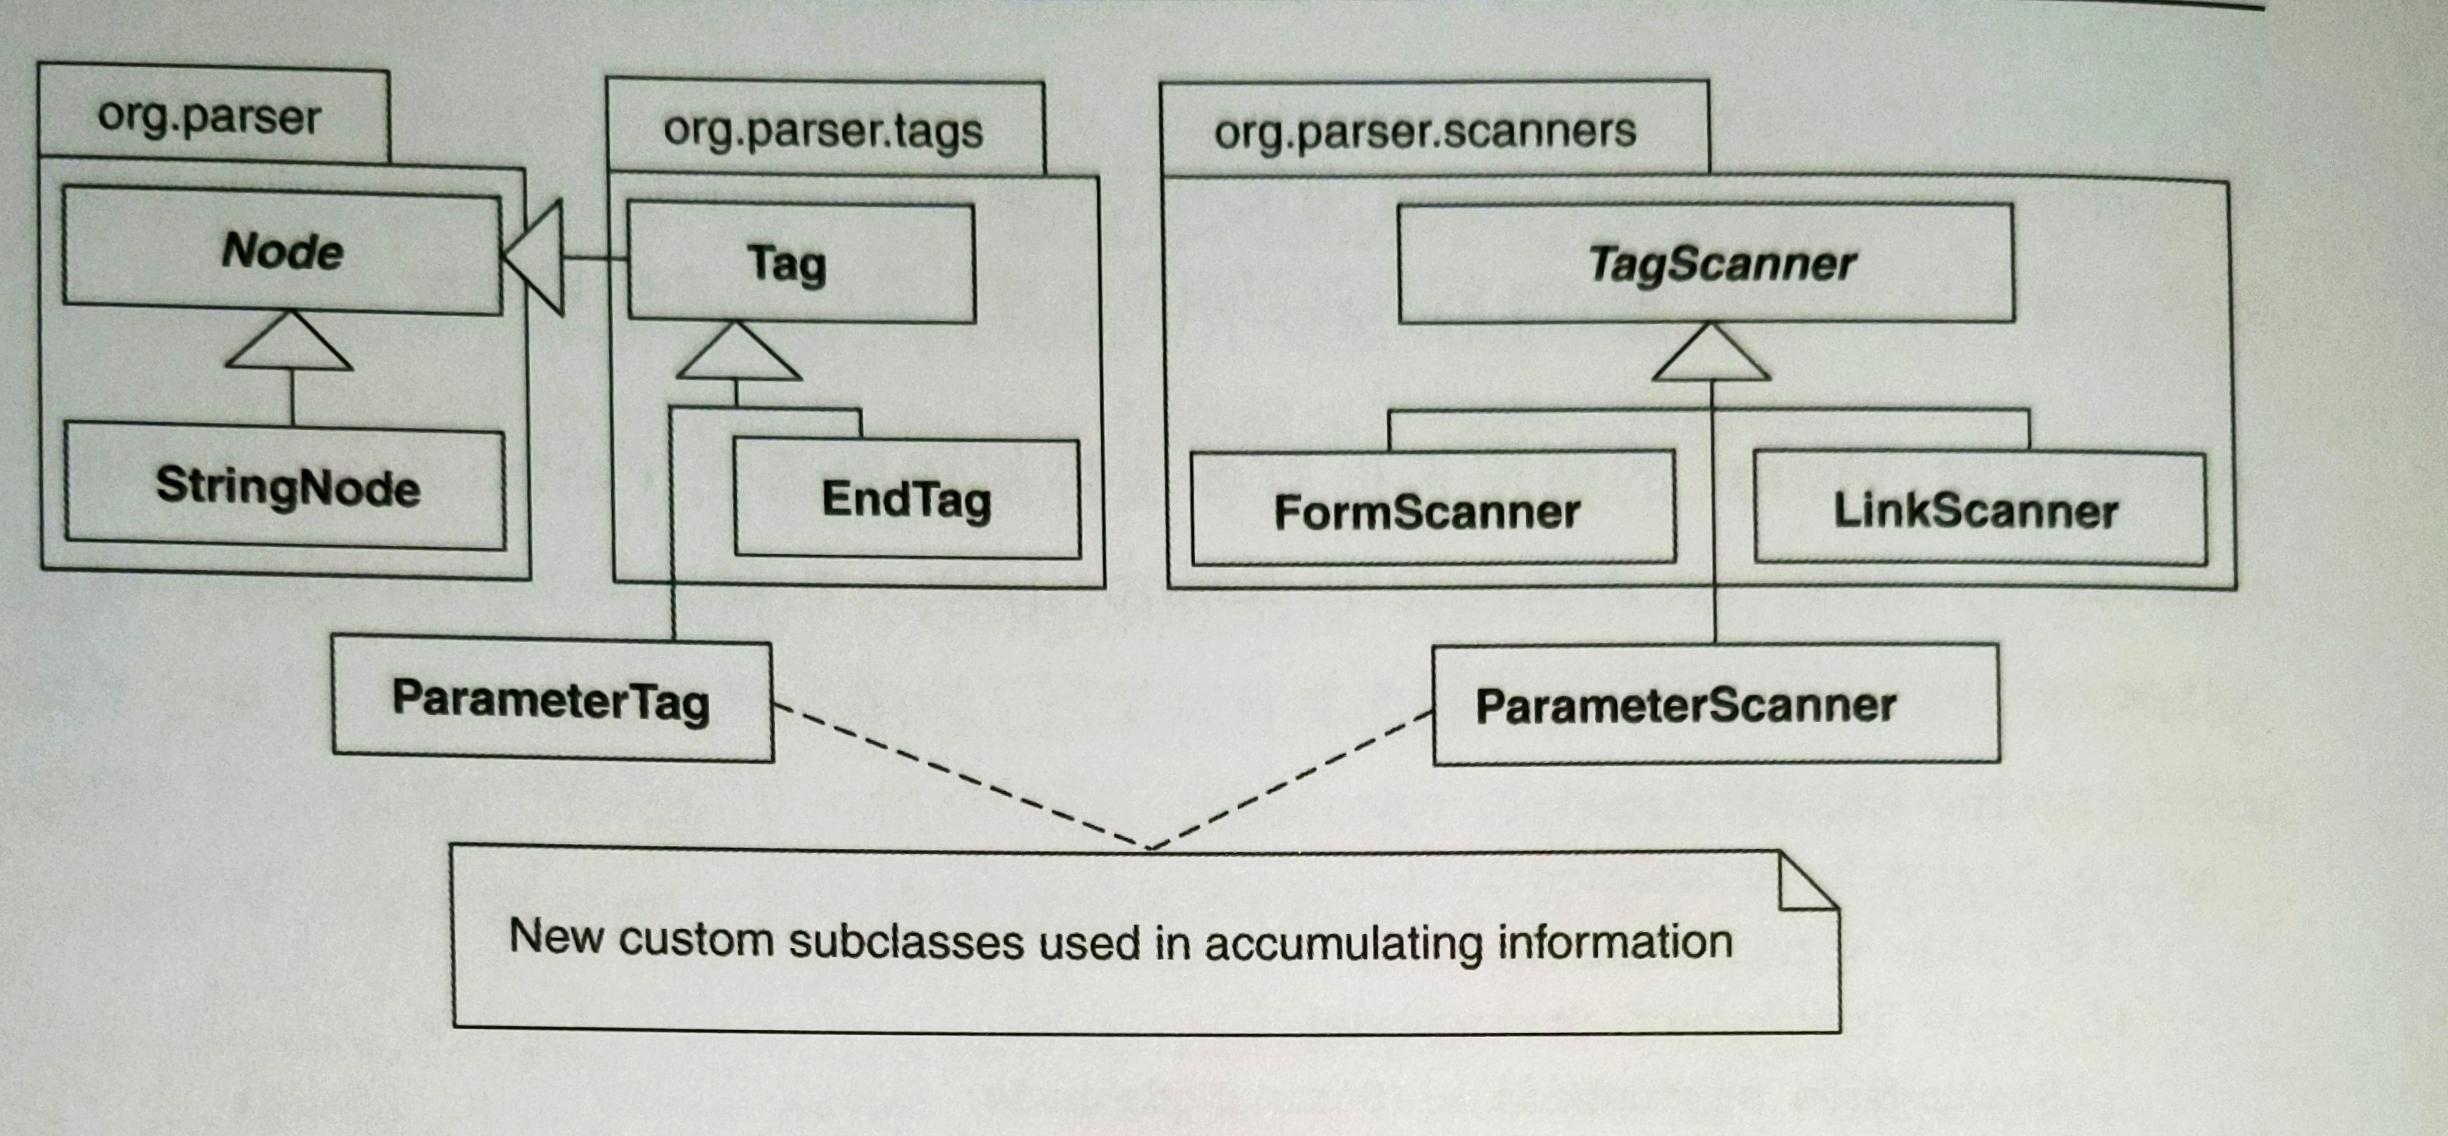 org.parser
org.parser.tags
org.parser.scanners
Node
Tag
TagScanner
StringNode
EndTag
FormScanner
LinkScanner
ParameterTag
ParameterScanner
New custom subclasses used in accumulating information